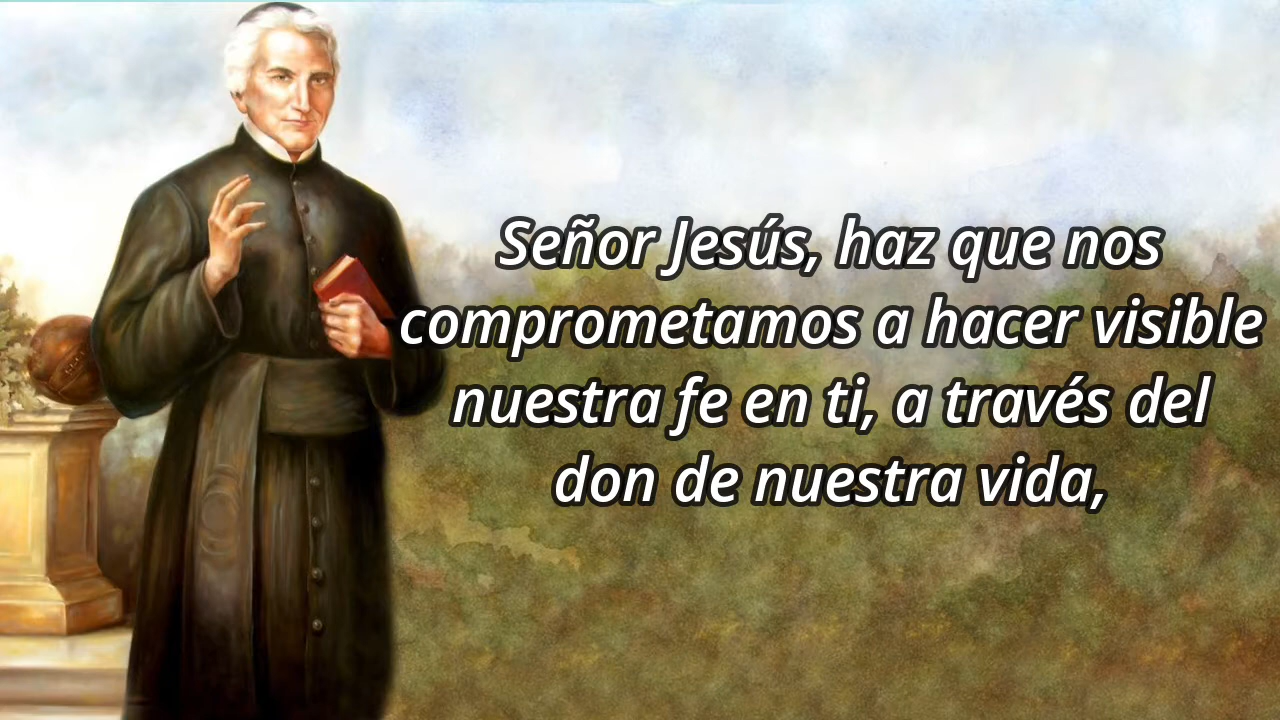 Señor Jesús, haz que nos
comprometamos a hacer visible
nuestra fe en ti, a través del
don de nuestra vida,